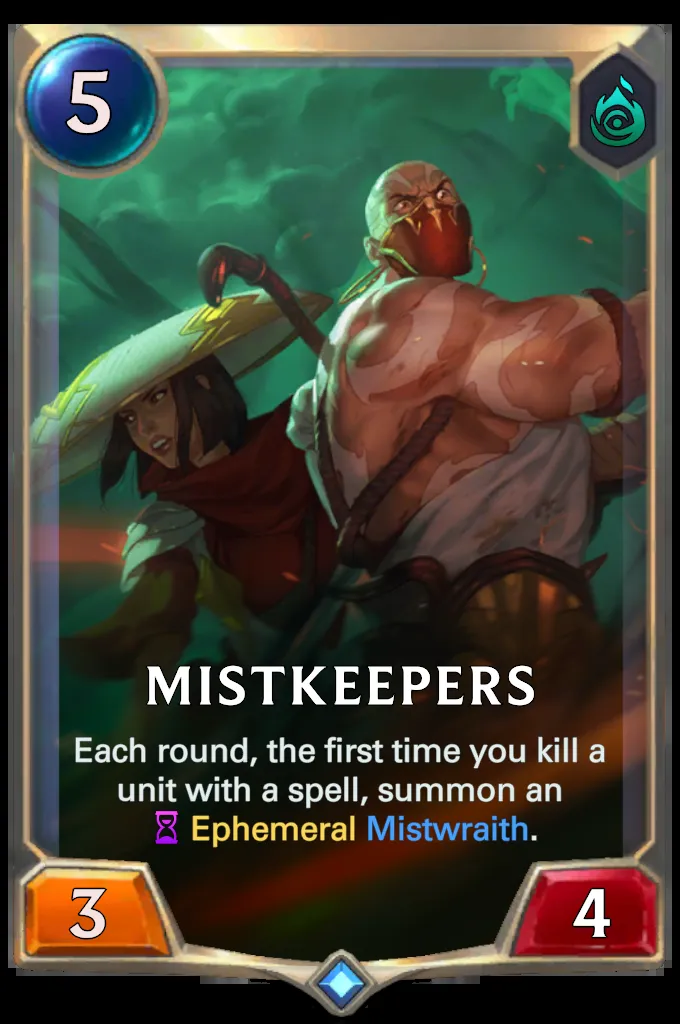 5
MISTKEEPERS
Each round, the first time you kill a
unit with a spell, summon an
Ephemeral Mistwraith.
3
4